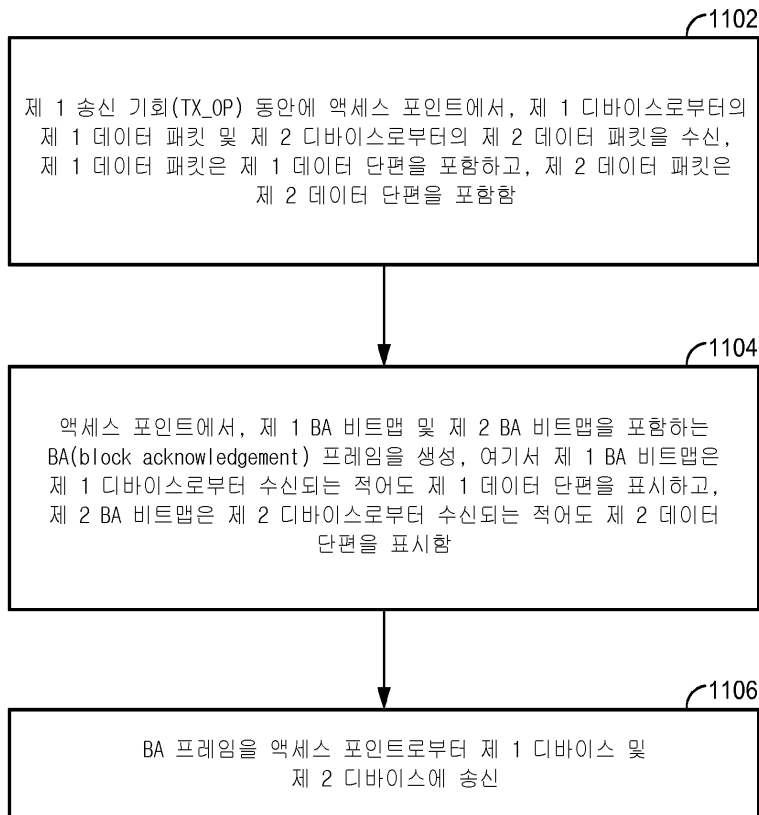 1102
제 1 송신 기회(TX_OP) 동안에 액세스 포인트에서, 제 1 디바이스로부터의
제 1 데이터 패킷 및 제 2 디바이스로부터의 제 2 데이터 패킷을 수신,
제 1 데이터 패킷은 제 1 데이터 단편을 포함하고, 제 2 데이터 패킷은
제 2 데이터 단편을 포함함
1104
액세스 포인트에서, 제 1 BA 비트맵 및 제 2 BA 비트맵을 포함하는
BA(block acknowledgement) 프레임을 생성, 여기서 제 1 BA 비트맵은
제 1 디바이스로부터 수신되는 적어도 제 1 데이터 단편을 표시하고,
제 2 BA 비트맵은 제 2 디바이스로부터 수신되는 적어도 제 2 데이터
단편을 표시함
1106
BA 프레임을 액세스 포인트로부터 제 1 디바이스 및
제 2 디바이스에 송신